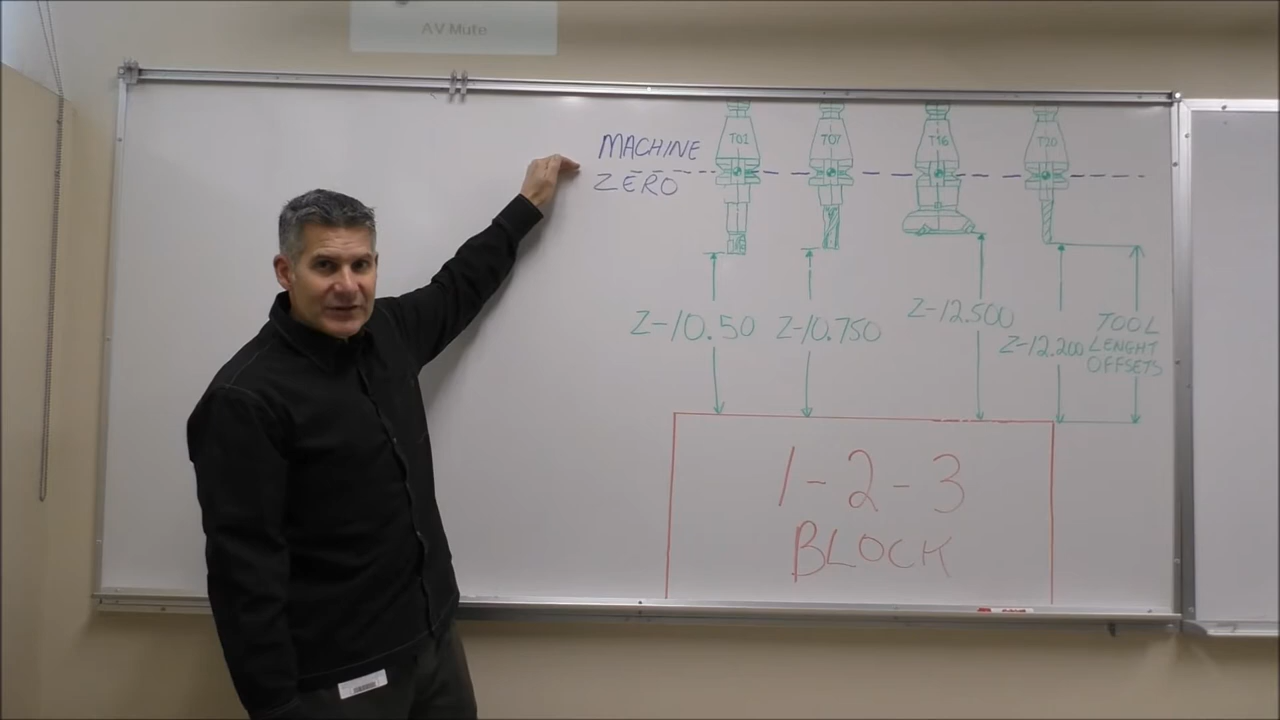 AV Mute
MACHINE
ZERO
T01
T07
T16
T20
Z-10.50
Z-10.750
Z-12.500
Z-12.200
TOOL
LENGHT
OFFSETS
1-2-3
BLOCK